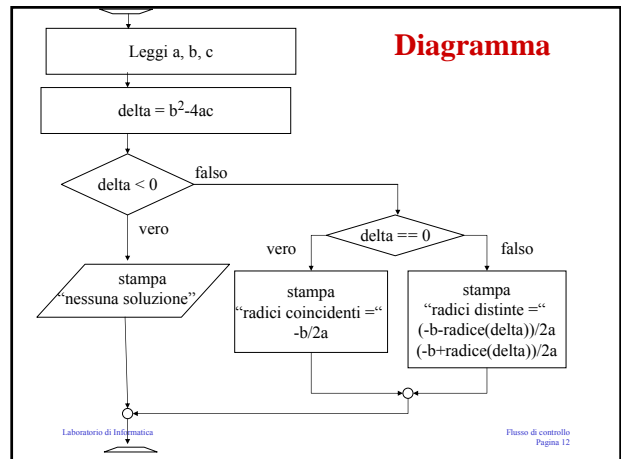 Diagramma
Leggi a, b, c
delta = b²-4ac
delta < 0
falso
vero
stampa
“nessuna soluzione”
delta == 0
vero
falso
stampa
“radici coincidenti =“
-b/2a
stampa
“radici distinte =“
(-b-radice(delta))/2a
(-b+radice(delta))/2a
Laboratorio di Informatica
Flusso di controllo
Pagina 12